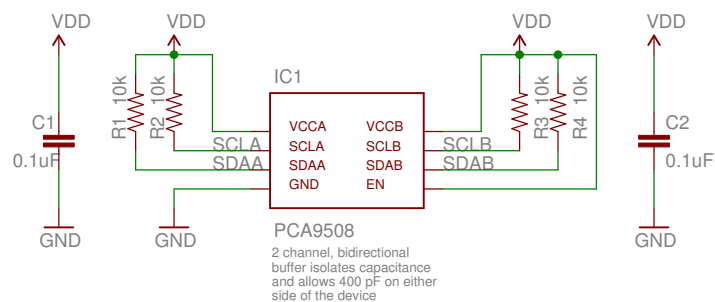 VDD
VDD
VDD
VDD
IC1
R1 10k
R2 10k
R3 10k
R4 10k
C1
0.1uF
C2
0.1uF
VCCA
VCCB
SCLA
SCLA
SCLB
SCLB
SDAA
SDAA
SDAB
SDAB
GND
EN
GND
GND
GND
PCA9508
2 channel, bidirectional
buffer isolates capacitance
and allows 400 pF on either
side of the device